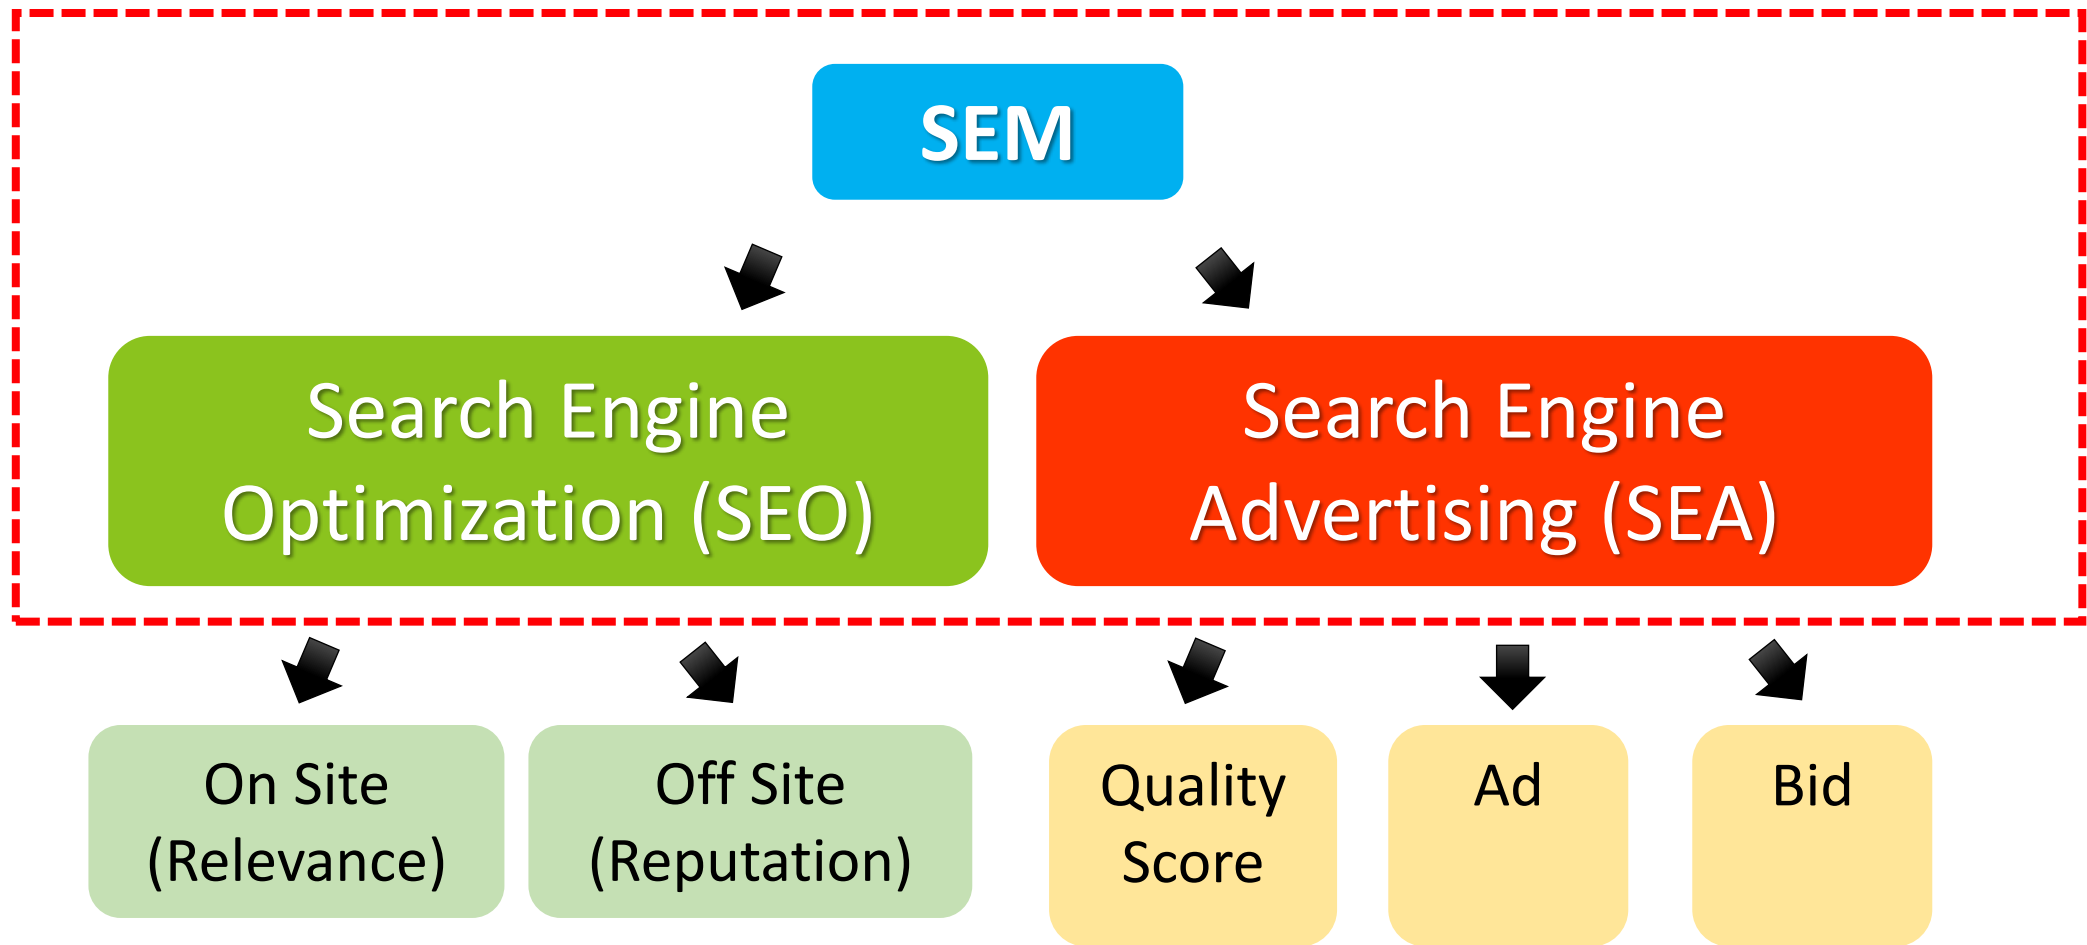 SEM
Search Engine
Optimization (SEO)
Search Engine
Advertising (SEA)
On Site
(Relevance)
Off Site
(Reputation)
Quality
Score
Ad
Bid